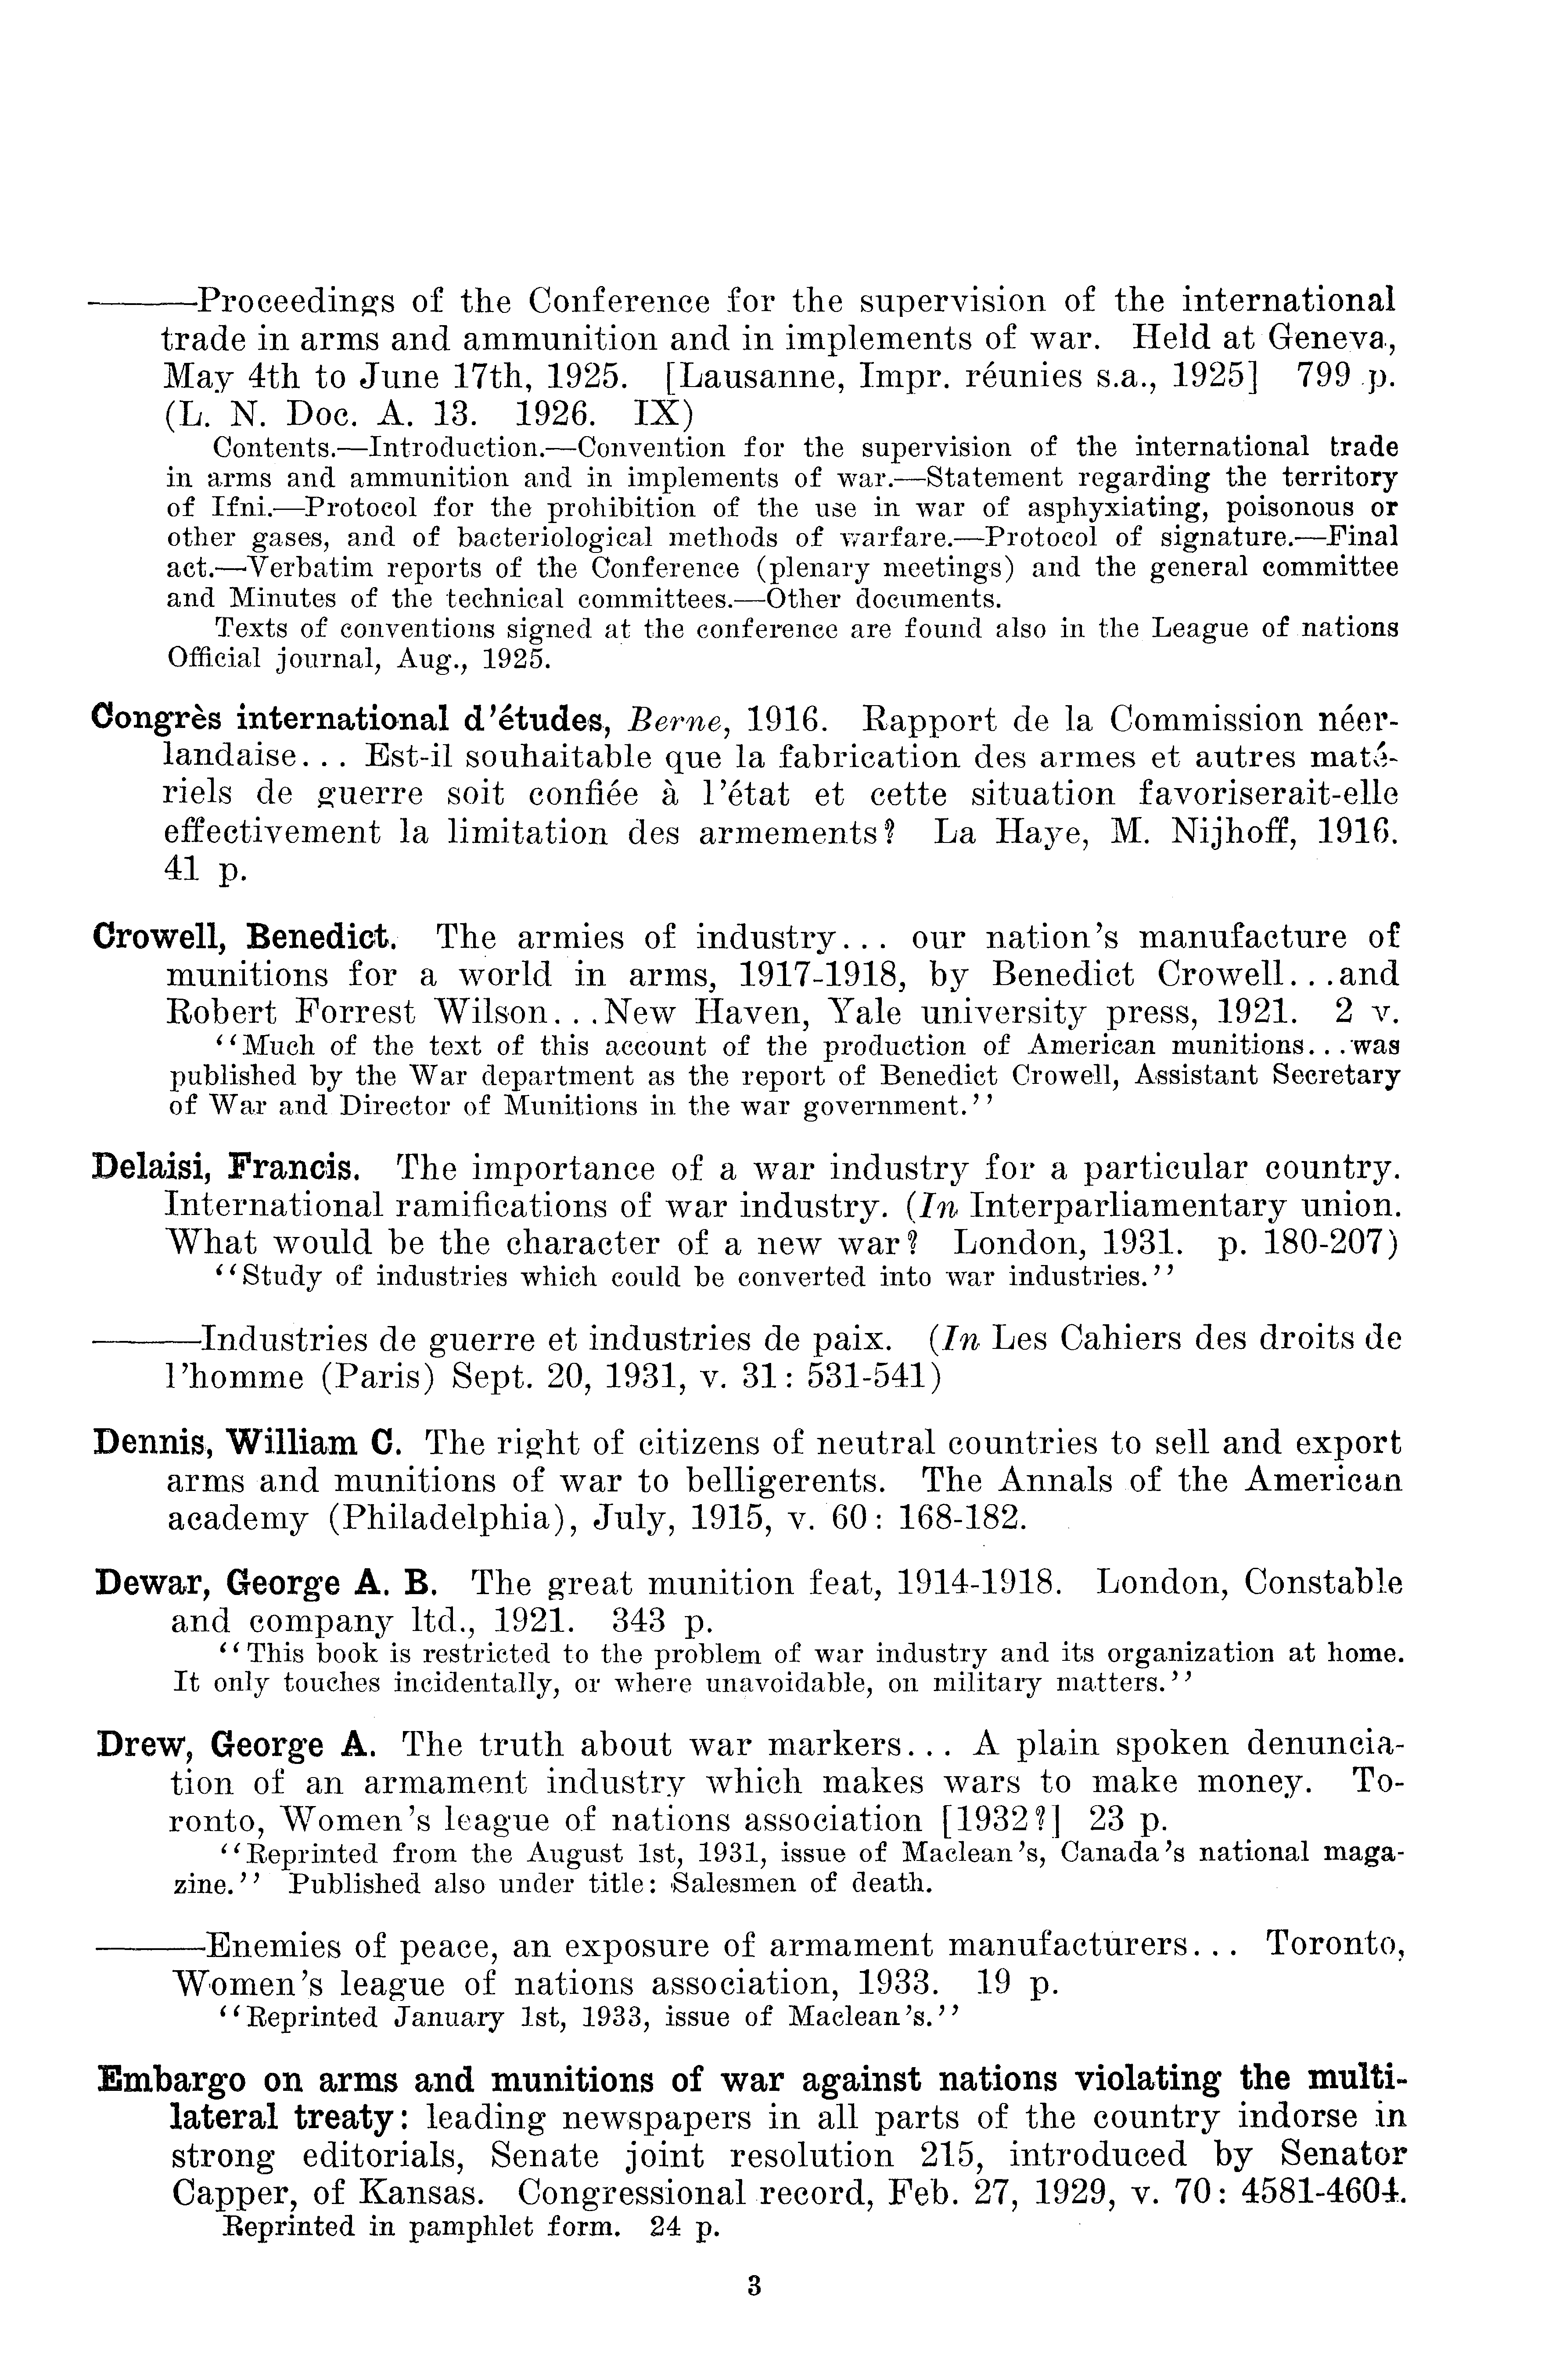 ———Proceedings of the Conference for the supervision of the international
trade in arms and ammunition and in implements of war. Held at Geneva,
May 4th to June 17th, 1925. [Lausanne, Impr. réunies s.a., 1925] 799 p.
(L. N. Doc. A. 13. 1926. IX)
Contents.—Introduction.—Convention for the supervision of the international trade
in arms and ammunition and in implements of war.—Statement regarding the territory
of Ifni.—Protocol for the prohibition of the use in war of asphyxiating, poisonous or
other gases, and of bacteriological methods of warfare.—Protocol of signature.—Final
act.—Verbatim reports of the Conference (plenary meetings) and the general committee
and Minutes of the technical committees.—Other documents.
Texts of conventions signed at the conference are found also in the League of nations
Official journal, Aug., 1925.
Congrès international d'études, Berne, 1916. Rapport de la Commission néer-
landaise... Est-il souhaitable que la fabrication des armes et autres maté-
riels de guerre soit confiée à l'état et cette situation favoriserait-elle
effectivement la limitation des armements? La Haye, M. Nijhoff, 1916.
41 p.
Crowell, Benedict. The armies of industry... our nation's manufacture of
munitions for a world in arms, 1917-1918, by Benedict Crowell...and
Robert Forrest Wilson...New Haven, Yale university press, 1921. 2 v.
"Much of the text of this account of the production of American munitions...was
published by the War department as the report of Benedict Crowell, Assistant Secretary
of War and Director of Munitions in the war government."
Delaisi, Francis. The importance of a war industry for a particular country.
International ramifications of war industry. (In Interparliamentary union.
What would be the character of a new war? London, 1931. p. 180-207)
"Study of industries which could be converted into war industries."
———Industries de guerre et industries de paix. (In Les Cahiers des droits de
l'homme (Paris) Sept. 20, 1931, v. 31: 531-541)
Dennis, William C. The right of citizens of neutral countries to sell and export
arms and munitions of war to belligerents. The Annals of the American
academy (Philadelphia), July, 1915, v. 60: 168-182.
Dewar, George A. B. The great munition feat, 1914-1918. London, Constable
and company ltd., 1921. 343 p.
"This book is restricted to the problem of war industry and its organization at home.
It only touches incidentally, or where unavoidable, on military matters."
Drew, George A. The truth about war markers... A plain spoken denuncia-
tion of an armament industry which makes wars to make money. To-
ronto, Women's league of nations association [1932?] 23 p.
"Reprinted from the August 1st, 1931, issue of Maclean's, Canada's national maga-
zine." Published also under title: Salesmen of death.
———Enemies of peace, an exposure of armament manufacturers... Toronto,
Women's league of nations association, 1933. 19 p.
"Reprinted January 1st, 1933, issue of Maclean's."
Embargo on arms and munitions of war against nations violating the multi-
lateral treaty: leading newspapers in all parts of the country indorse in
strong editorials, Senate joint resolution 215, introduced by Senator
Capper, of Kansas. Congressional record, Feb. 27, 1929, v. 70: 4581-4604.
Reprinted in pamphlet form. 24 p.
3